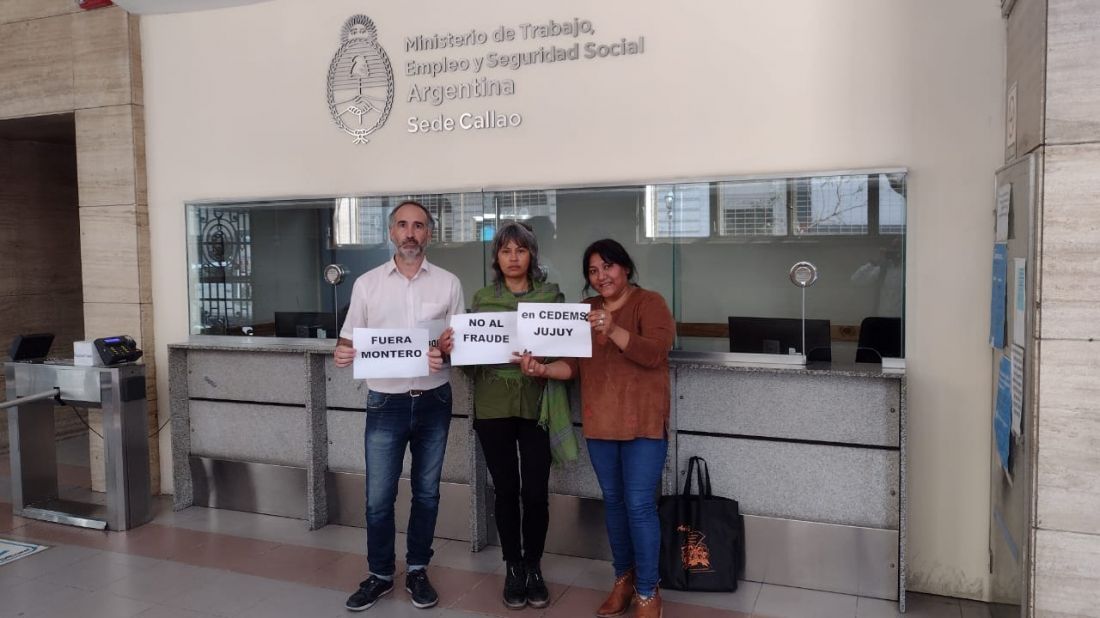 Ministerio de Trabajo,
Empleo y Seguridad Social
Argentina
Sede Callao
FUERA
MONTERO
NO AL
FRAUDE
en CEDEMS
JUJUY